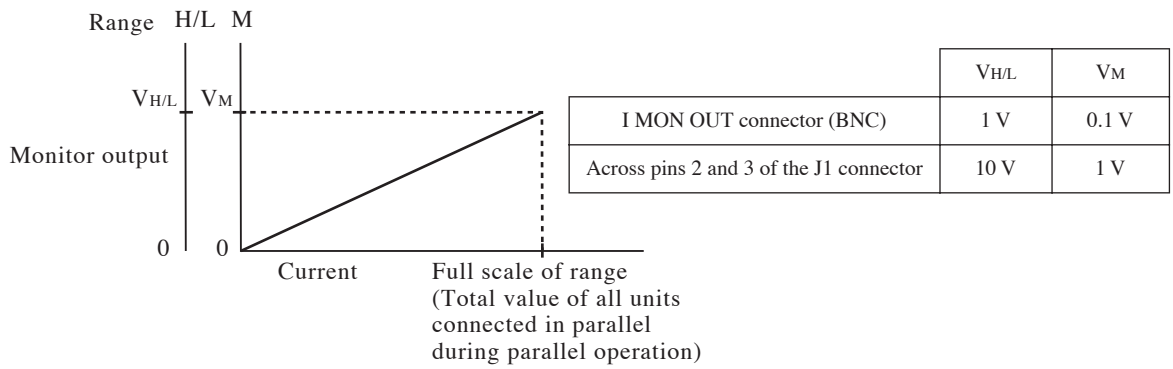 Range H/L M
VH/L VM
Monitor output
0 0
Current
Full scale of range
(Total value of all units
connected in parallel
during parallel operation)
VH/L VM
I MON OUT connector (BNC) 1 V 0.1 V
Across pins 2 and 3 of the J1 connector 10 V 1 V